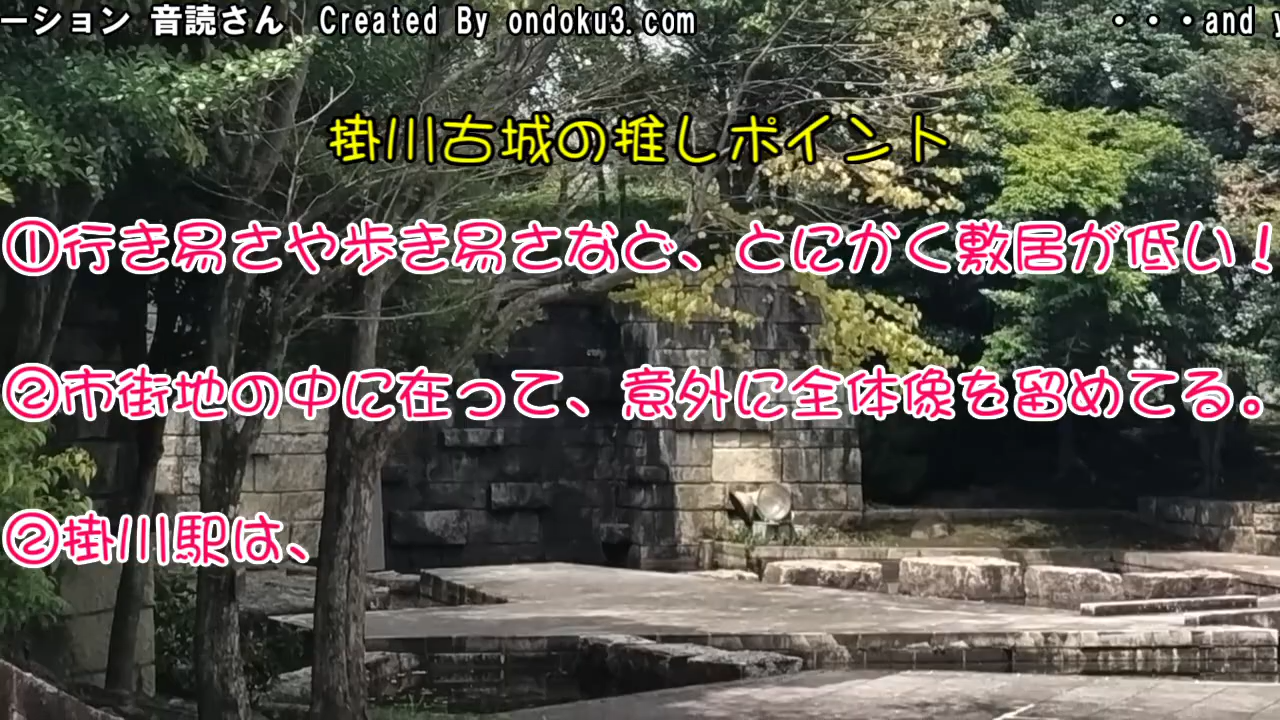 ーション 音読さん Created By ondoku3.com ・・・and
掛川古城の推しポイント
①行き易さや歩き易さなど、とにかく敷居が低い！
②市街地の中に在って、意外に全体像を留めてる。
②掛川駅は、